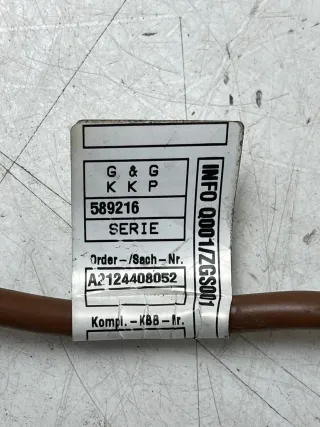 G & G
K K P
589216
SERIE
Order-/Sach-Nr.
A2124408052
Kompl.-KBB-Nr.
INFO Q001/ZGS001